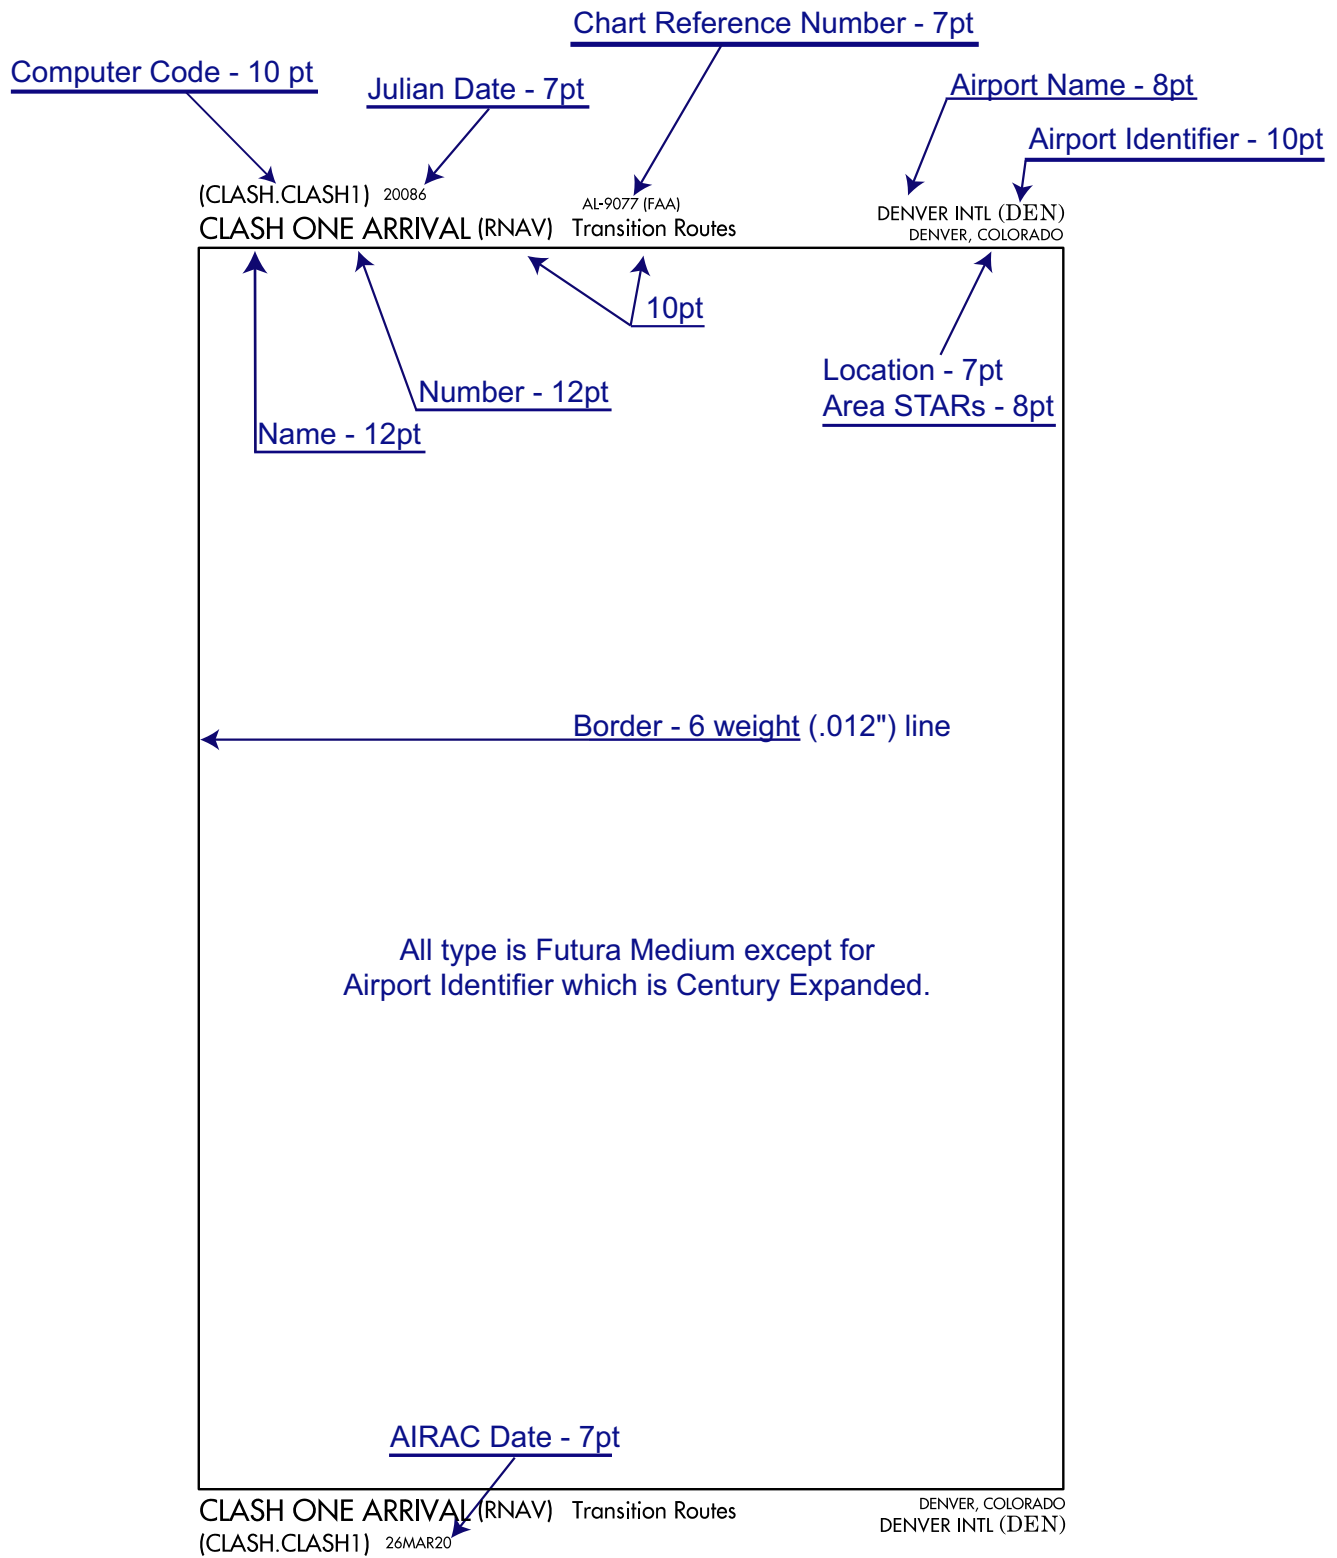 Chart Reference Number - 7pt
Computer Code - 10 pt
Julian Date - 7pt
Airport Name - 8pt
Airport Identifier - 10pt
(CLASH.CLASH1) 20086
AL-9077 (FAA)
DENVER INTL (DEN)
CLASH ONE ARRIVAL (RNAV) Transition Routes
DENVER, COLORADO
10pt
Location - 7pt
Number - 12pt
Area STARs - 8pt
Name - 12pt
Border - 6 weight (.012") line
All type is Futura Medium except for
Airport Identifier which is Century Expanded.
AIRAC Date - 7pt
CLASH ONE ARRIVAL (RNAV) Transition Routes
DENVER, COLORADO
(CLASH.CLASH1) 26MAR20
DENVER INTL (DEN)